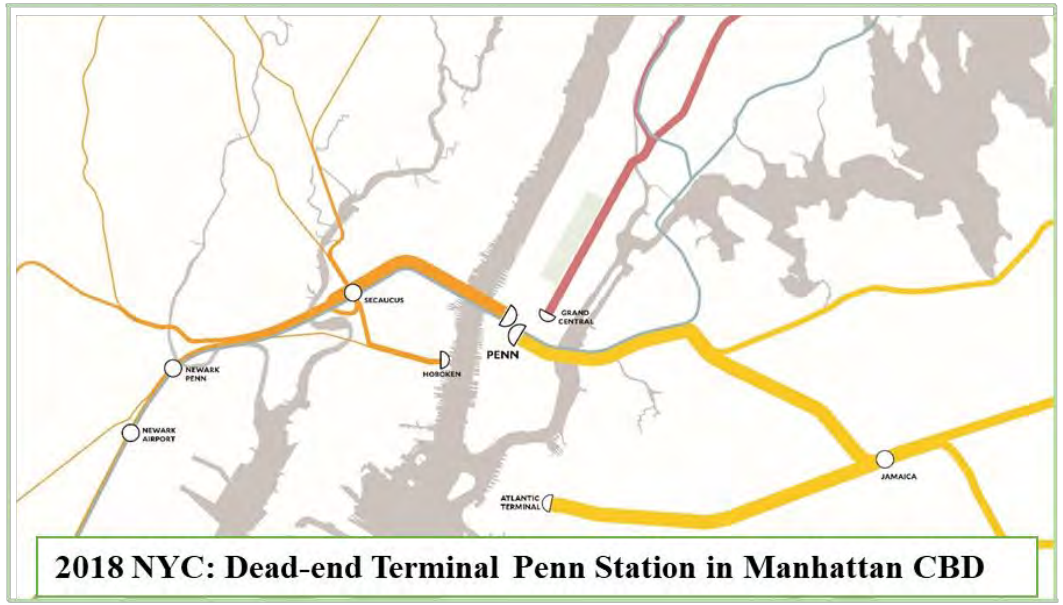 SECAUCUS
GRAND
CENTRAL
PENN
HOBOKEN
NEWARK
PENN
NEWARK
AIRPORT
JAMAICA
ATLANTIC
TERMINAL
2018 NYC: Dead-end Terminal Penn Station in Manhattan CBD